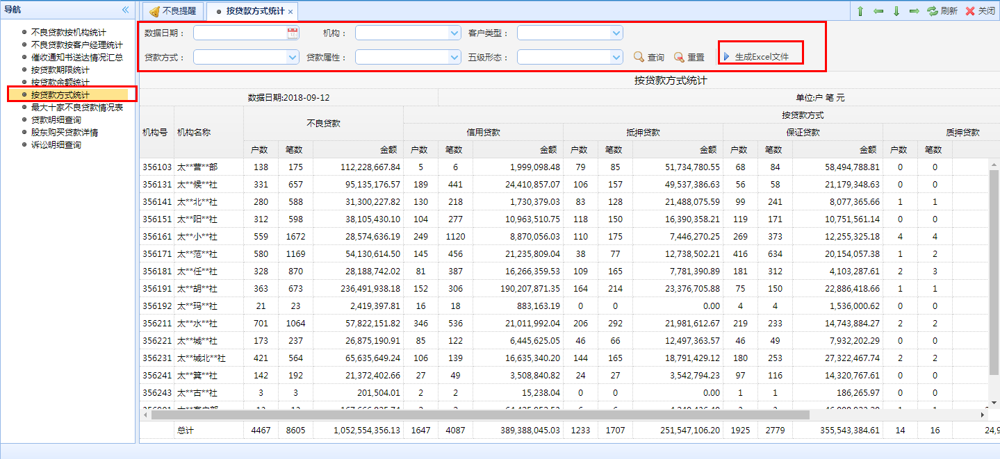 导航
不良贷款按机构统计
不良贷款按客户经理统计
催收通知书送达情况汇总
按贷款期限统计
按贷款余额统计
按贷款方式统计
最大十家不良贷款情况表
贷款明细查询
股东购买贷款详情
诉讼明细查询
不良提醒 按贷款方式统计 刷新 关闭
数据日期： 机构： 客户类型：
贷款方式： 贷款属性： 五级形态： 查询 重置 生成Excel文件
按贷款方式统计
数据日期:2018-09-12 单位:户 笔 元
机构号 机构名称 不良贷款 按贷款方式
信用贷款 抵押贷款 保证贷款 质押贷款
户数 笔数 金额 户数 笔数 金额 户数 笔数 金额 户数 笔数 金额 户数 笔数
356103 太**营**部 138 175 112,228,667.84 5 6 1,999,098.48 79 85 51,734,780.55 68 84 58,494,788.81 0 0
356131 太**候**社 331 657 95,135,176.57 189 441 24,410,857.07 106 157 49,537,386.63 56 58 21,179,348.63 0 0
356141 太**北**社 280 588 31,300,227.82 130 218 1,730,379.03 83 128 21,488,075.59 99 241 8,077,365.66 1 1
356151 太**阳**社 312 598 38,105,430.10 104 277 10,963,510.75 118 150 16,390,358.21 119 171 10,751,561.14 0 0
356161 太**小**社 559 1672 28,574,636.19 249 1120 8,870,056.03 110 175 7,446,270.25 269 373 12,255,325.18 4 4
356171 太**范**社 580 1169 54,130,614.50 145 456 21,235,809.04 38 77 12,738,502.21 416 634 20,154,057.38 1 2
356181 太**任**社 328 870 28,188,742.02 81 387 16,266,359.53 109 165 7,781,390.89 181 312 4,103,287.61 2 3
356191 太**胡**社 363 673 236,491,938.18 152 306 190,207,871.35 164 214 23,376,705.88 75 150 22,886,418.66 1 1
356192 太**玛**社 21 23 2,419,397.81 16 18 883,163.19 0 0 0.00 4 4 1,536,000.62 0 0
356211 太**水**社 701 1064 57,822,151.82 346 536 21,011,992.04 206 292 21,981,612.67 219 233 14,743,884.27 2 2
356221 太**城**社 173 237 26,875,190.91 85 122 6,445,625.05 46 66 12,497,363.57 46 49 7,932,202.29 0 0
356231 太**城北**社 421 564 65,635,649.24 106 139 16,635,340.20 144 165 18,791,429.12 180 253 27,322,467.74 2 2
356241 太**箕**社 142 192 21,372,402.66 27 49 3,508,840.82 24 27 3,542,794.23 97 116 14,320,767.61 0 0
356243 太**古**社 3 3 201,504.01 2 2 15,238.04 0 0 0.00 1 1 186,265.97 0 0
总计 4467 8605 1,052,554,356.13 1647 4087 389,388,045.03 1233 1707 251,547,106.20 1925 2779 355,543,384.61 14 16 24,9